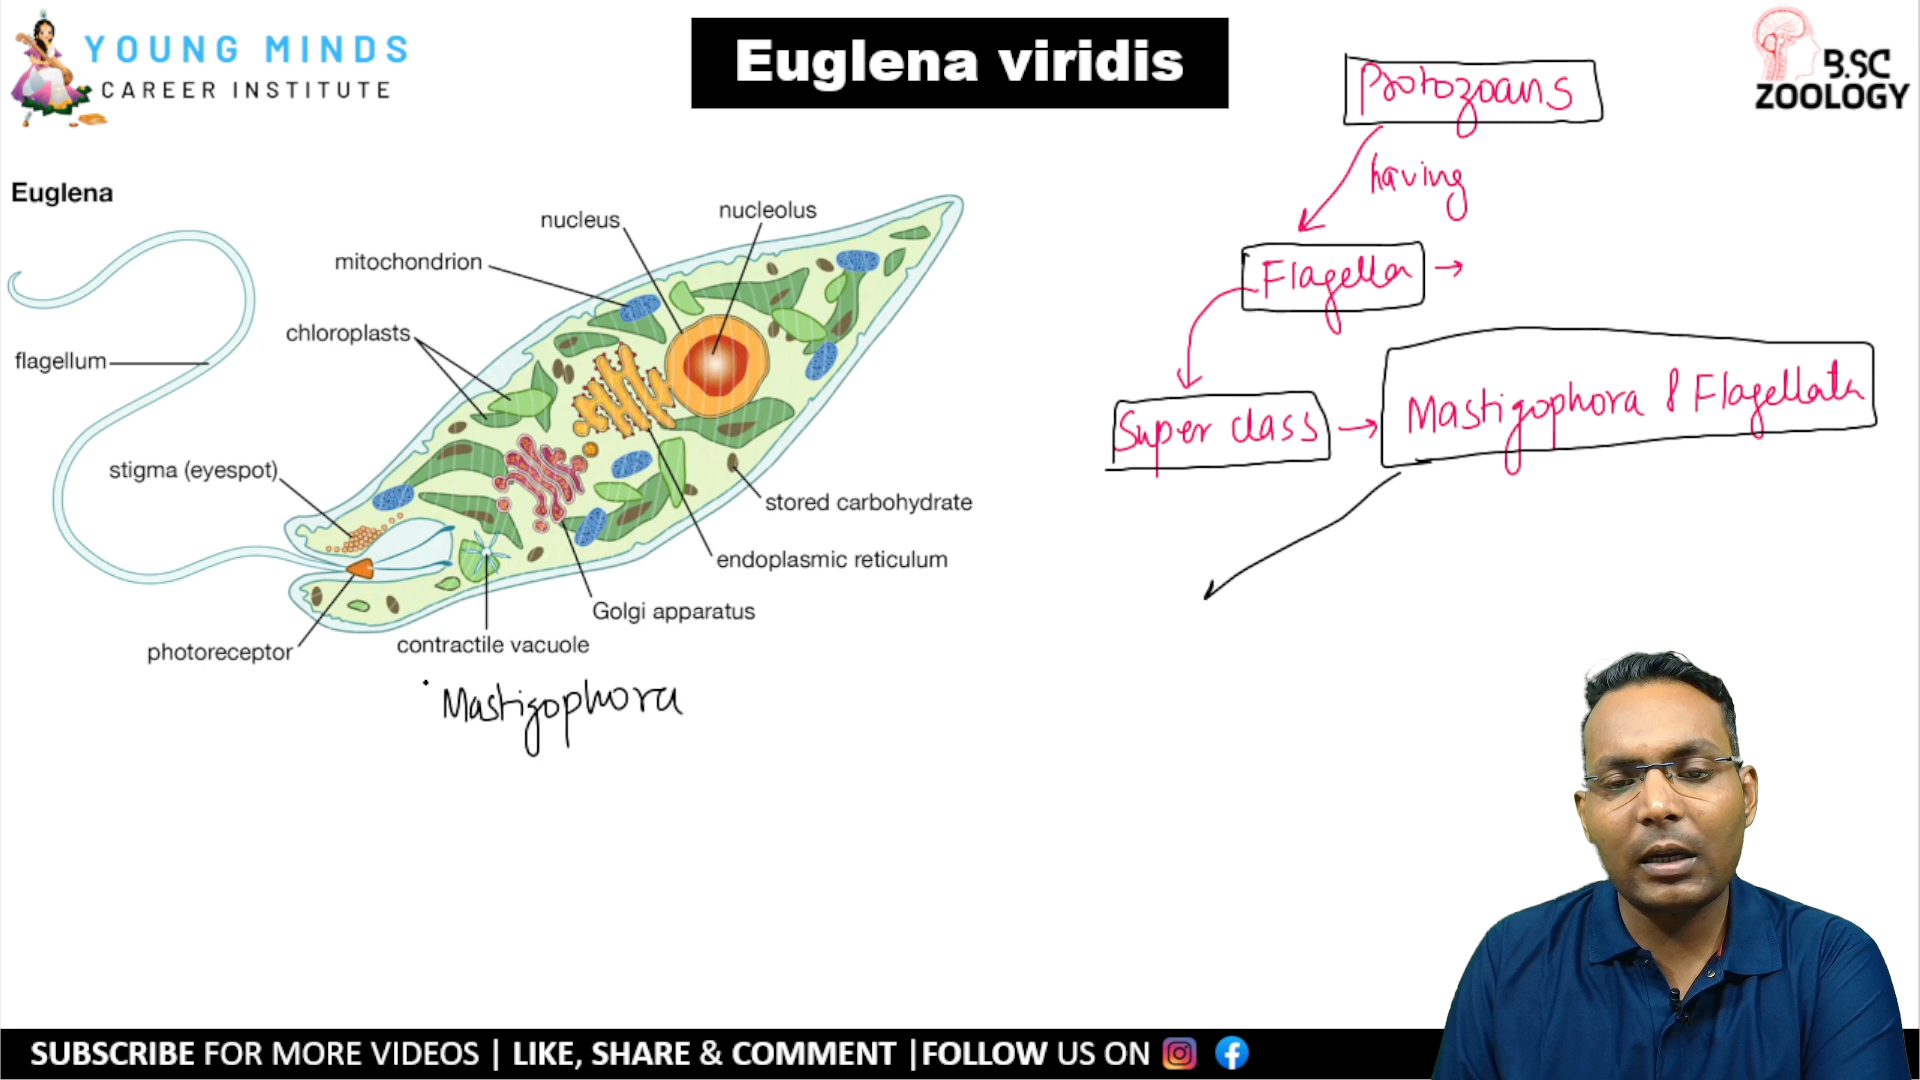 YOUNG MINDS
CAREER INSTITUTE
Euglena viridis
B.SC
ZOOLOGY
Protozoans
having
Flagella →
Super class → Mastigophora & Flagellata
Euglena
nucleus
nucleolus
mitochondrion
chloroplasts
flagellum
stigma (eyespot)
stored carbohydrate
endoplasmic reticulum
Golgi apparatus
contractile vacuole
photoreceptor
Mastigophora
SUBSCRIBE FOR MORE VIDEOS | LIKE, SHARE & COMMENT |FOLLOW US ON